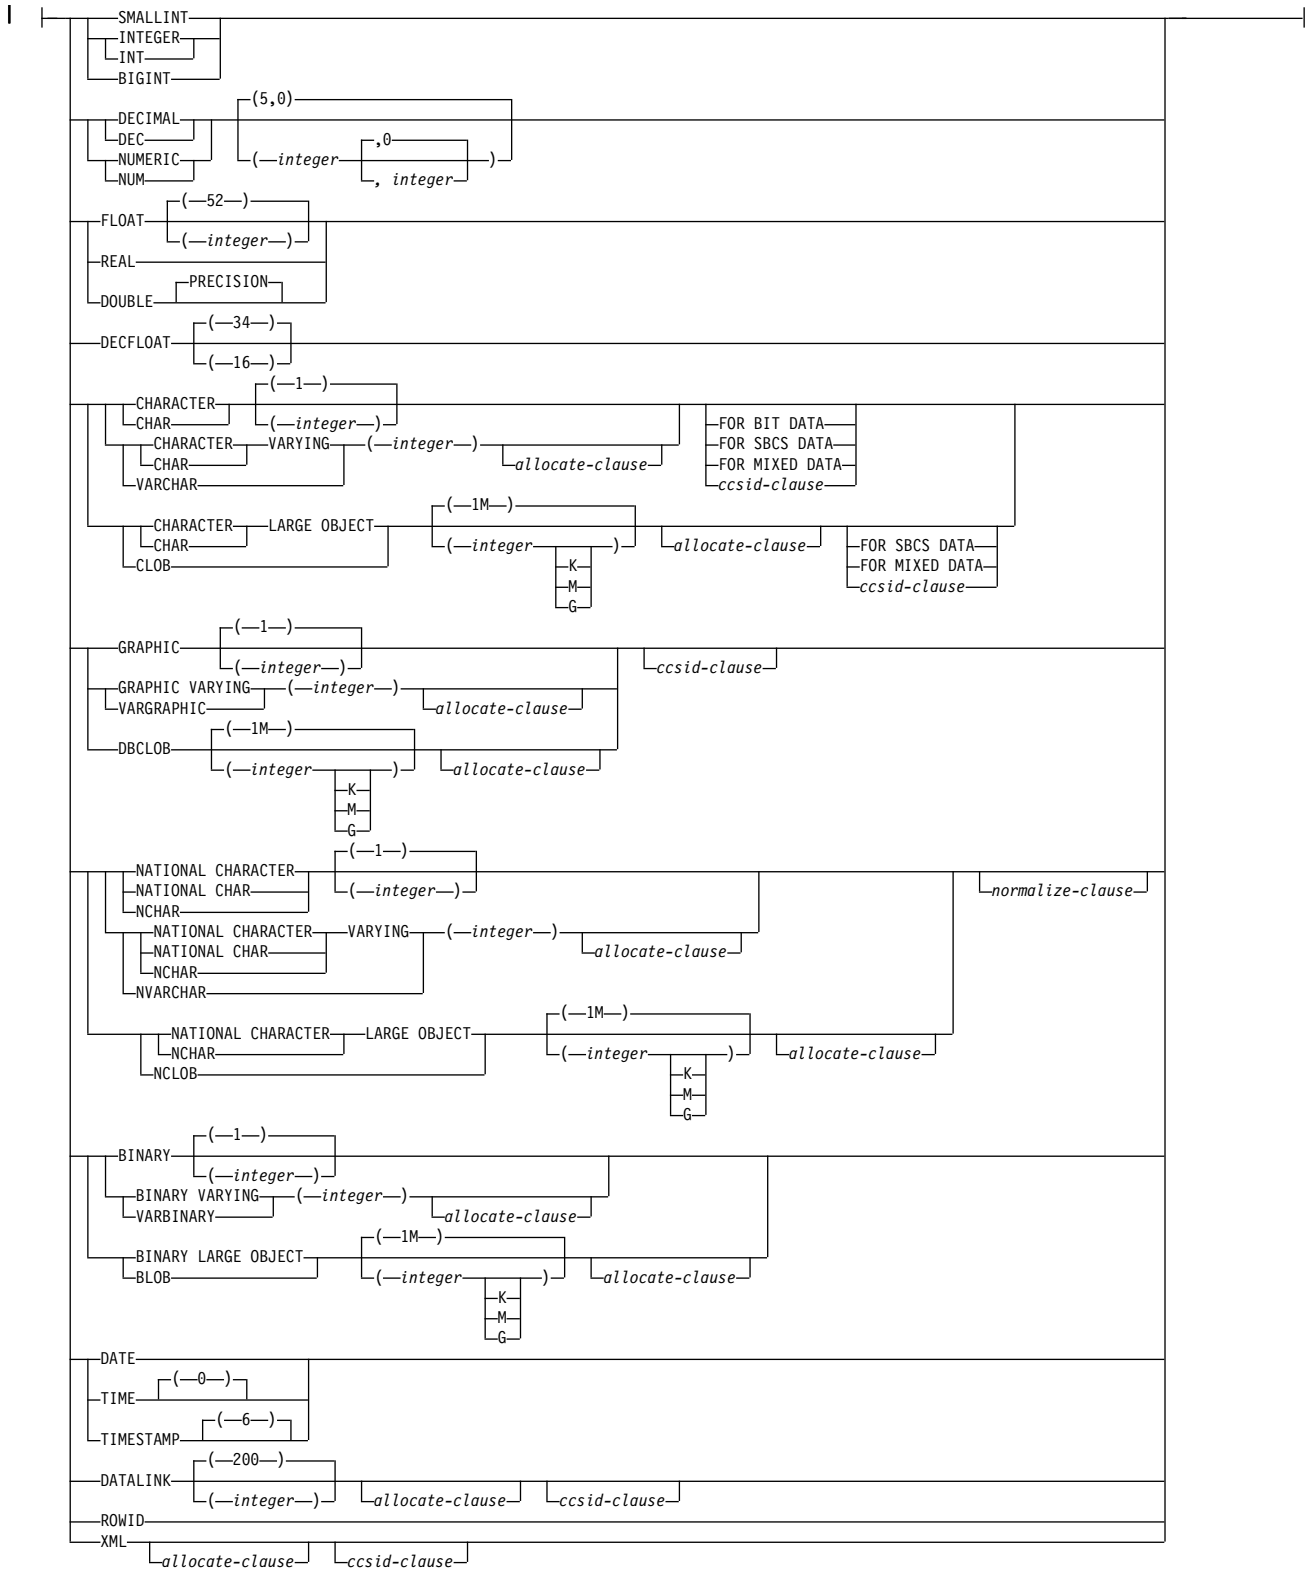 SMALLINT
INTEGER
INT
BIGINT
(5,0)
DECIMAL
DEC ,0
NUMERIC ( integer )
NUM , integer
( 52 )
FLOAT
( integer )
REAL
PRECISION
DOUBLE
( 34 )
DECFLOAT
( 16 )
( 1 )
CHARACTER
CHAR ( integer ) FOR BIT DATA
CHARACTER VARYING ( integer ) FOR SBCS DATA
CHAR allocate-clause FOR MIXED DATA
VARCHAR ccsid-clause
( 1M )
CHARACTER LARGE OBJECT
CHAR ( integer ) allocate-clause FOR SBCS DATA
CLOB K FOR MIXED DATA
M ccsid-clause
G
( 1 )
GRAPHIC
( integer ) ccsid-clause
GRAPHIC VARYING ( integer )
VARGRAPHIC allocate-clause
( 1M )
DBCLOB
( integer ) allocate-clause
K
M
G
( 1 )
NATIONAL CHARACTER
NATIONAL CHAR ( integer ) normalize-clause
NCHAR
NATIONAL CHARACTER VARYING ( integer )
NATIONAL CHAR allocate-clause
NCHAR
NVARCHAR
( 1M )
NATIONAL CHARACTER LARGE OBJECT
NCHAR ( integer ) allocate-clause
NCLOB K
M
G
( 1 )
BINARY
( integer )
BINARY VARYING ( integer )
VARBINARY allocate-clause
( 1M )
BINARY LARGE OBJECT
BLOB ( integer ) allocate-clause
K
M
G
DATE
( 0 )
TIME
( 6 )
TIMESTAMP
( 200 )
DATALINK
( integer ) allocate-clause ccsid-clause
ROWID
XML
allocate-clause ccsid-clause